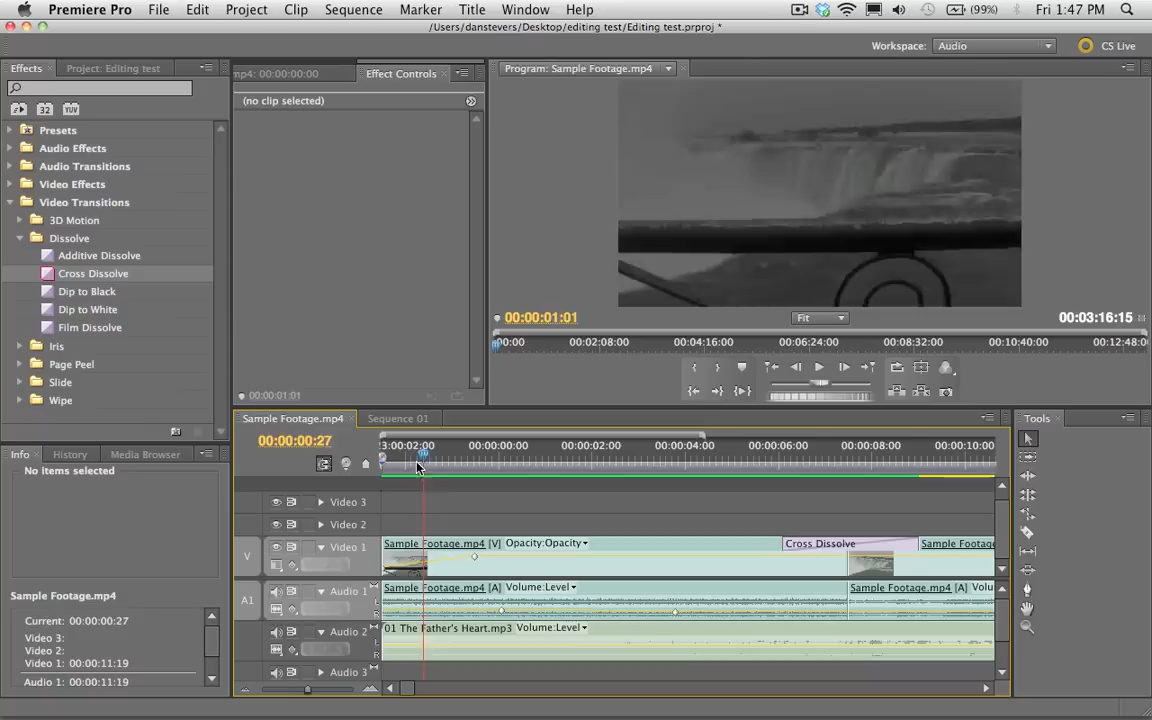 Premiere Pro File Edit Project Clip Sequence Marker Title Window Help (99%) Fri 1:47 PM
/Users/danstevers/Desktop/editing test/Editing test.prproj *
Workspace: Audio CS Live
Effects × Project: Editing test
mp4: 00:00:00:00 Effect Controls ×
Program: Sample Footage.mp4
(no clip selected)
32 YUV
Presets
Audio Effects
Audio Transitions
Video Effects
Video Transitions
3D Motion
Dissolve
Additive Dissolve
Cross Dissolve
Dip to Black
Dip to White
Film Dissolve
Iris
Page Peel
Slide
Wipe
00:00:01:01
00:00:01:01 Fit 00:03:16:15
00:00 00:02:08:00 00:04:16:00 00:06:24:00 00:08:32:00 00:10:40:00 00:12:48:0
Info × History Media Browser
No items selected
Sample Footage.mp4
Current: 00:00:00:27
Video 3:
Video 2:
Video 1: 00:00:11:19
Audio 1: 00:00:11:19
Sample Footage.mp4 × Sequence 01
00:00:00:27
3:00:02:00 00:00:00:00 00:00:02:00 00:00:04:00 00:00:06:00 00:00:08:00 00:00:10:00
Video 3
Video 2
V Video 1 Sample Footage.mp4 [V] Opacity:Opacity Cross Dissolve Sample Footage
A1 Audio 1 Sample Footage.mp4 [A] Volume:Level Sample Footage.mp4 [A] Volu
L
R
Audio 2 01 The Father's Heart.mp3 Volume:Level
L
R
Audio 3
Tools ×